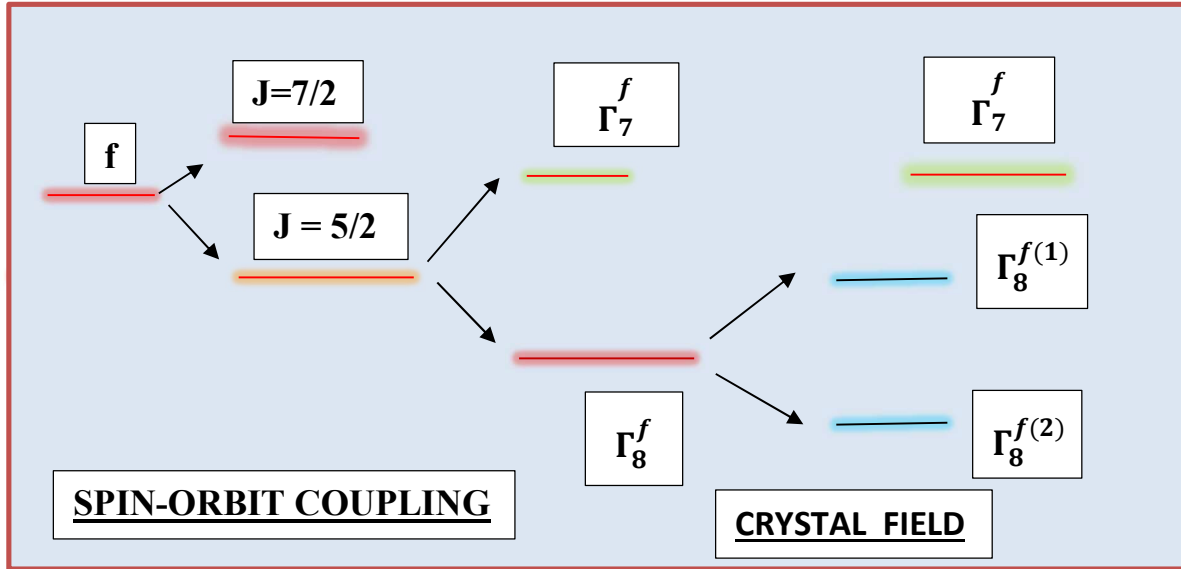 f
J=7/2
J = 5/2
Γ₇ᶠ
Γ₈ᶠ
Γ₇ᶠ
Γ₈ᶠ⁽¹⁾
Γ₈ᶠ⁽²⁾
SPIN-ORBIT COUPLING
CRYSTAL FIELD